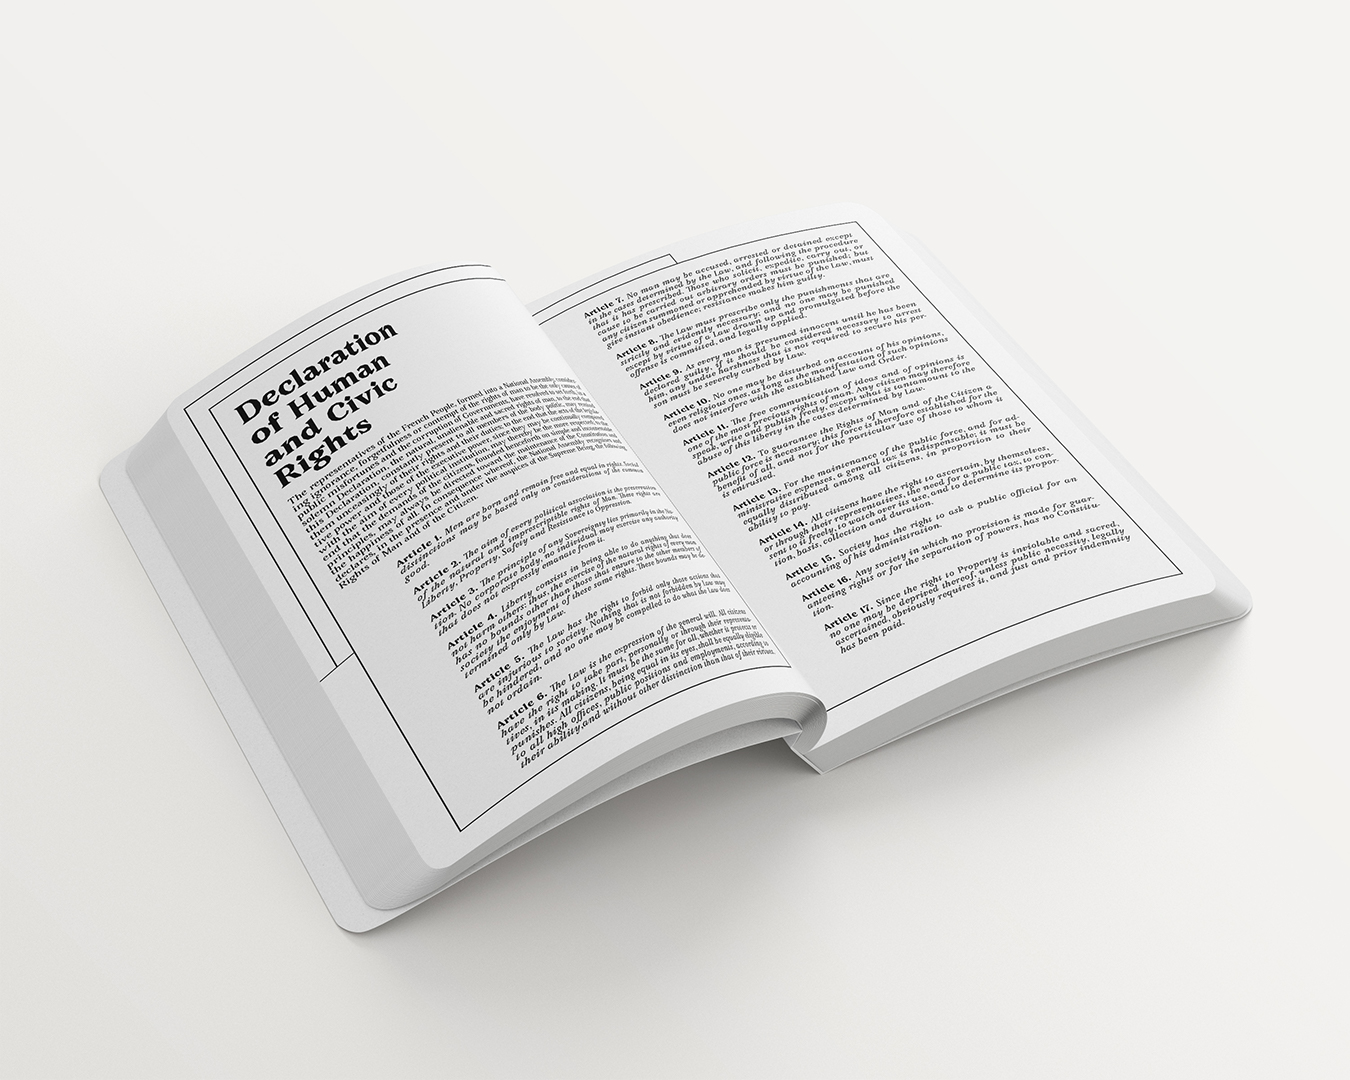 Declaration
of Human
and Civic
Rights
The representatives of the French People, formed into a National Assembly, consider-
ing ignorance, forgetfulness or contempt of the rights of man to be the only causes of
public misfortunes and the corruption of Governments, have resolved to set forth, in a
solemn Declaration, the natural, unalienable and sacred rights of man, to the end that
this Declaration, constantly present to all members of the body politic, may remind
them unceasingly of their rights and their duties; to the end that the acts of the legisla-
tive power and those of the executive power, since they may be continually compared
with the aim of every political institution, may thereby be the more respected; to the
end that the demands of the citizens, founded henceforth on simple and
principles, may always be directed toward the maintenance of the Constitution and
the happiness of all. In consequence whereof, the National Assembly recognises and
declares, in the presence and under the auspices of the Supreme Being, the following
Rights of Man and of the Citizen.
Article 1. Men are born and remain free and equal in rights. Social
distinctions may be based only on considerations of the common
good.
Article 2. The aim of every political association is the preservation
of the natural and imprescriptible rights of Man. These rights are
Liberty, Property, Safety and Resistance to Oppression.
Article 3. The principle of any Sovereignty lies primarily in the
No corporate body, no individual may exercise any authority
that does not expressly emanate from it.
Article 4. Liberty consists in being able to do anything that does
not harm others: thus, the exercise of the natural rights of every man
has no bounds other than those that ensure to the other members of
society the enjoyment of these same rights. These bounds may be de-
termined only by Law.
Article 5. The Law has the right to forbid only those actions that
are injurious to society. Nothing that is not forbidden by Law may
be hindered, and no one may be compelled to do what the Law does
not ordain.
Article 6. The Law is the expression of the general will. All citizens
have the right to take part, personally or through their representa-
tives, in its making. It must be the same for all, whether it protects or
punishes. All citizens, being equal in its eyes, shall be equally eligible
to all high offices, public positions and employments, according to
their ability,and without other distinction than that of their virtues
Article 7. No man may be accused, arrested or detained except
in the cases determined by the Law, and following the procedure
that it has prescribed. Those who solicit, expedite, carry out, or
cause to be carried out arbitrary orders must be punished; but
any citizen summoned or apprehended by virtue of the Law, must
give instans obedience; resistance makes him guilty.
Article 8. The Law must prescribe only the punishments that are
strictly and evidently necessary; and no one may be punished
except by virtue of a Law drawn up and promulgated before the
offense is committed, and legally applied.
Article 9. As every man is presumed innocent until he has been
declared guilty, if it should be considered necessary to arrest
him, any undue harshness that is not required to secure his per-
son must be severely curbed by Law.
Article 10. No one may be disturbed on account of his opinions,
even religious ones, as long as the manifestation of such opinions
does not interfere with the established Law and Order.
Article 11. The free communication of ideas and of opinions is
one of the most precious rights of man. Any citizen may therefore
speak, write and publish freely, except what is tantamount to the
abuse of this liberty in the cases determined by Law.
Article 12. To guarantee the Rights of Man and of the Citizen a
public force is necessary; this force is therefore established for the
benefit of all, and not for the particular use of those to whom it
is entrusted.
Article 13. For the maintenance of the public force, and for ad-
ministrative expenses, a general tax is indispensable; it must be
equally distributed among all citizens, in proportion to their
ability to pay.
Article 14. All citizens have the right to ascertain, by themselves,
or through their representatives, the need for a public tax, to con-
sent to it freely, to watch over its use, and to determine its propor-
tion, basis, collection and duration.
Article 15. Society has the right to ask a public official for an
accounting of his administration.
Article 16. Any society in which no provision is made for guar-
anteeing rights or for the separation of powers, has no Constitu-
tion.
Article 17. Since the right to Property is inviolable and sacred,
no one may be deprived thereof, unless public necessity, legally
ascertained, obviously requires it, and just and prior indemnity
has been paid.